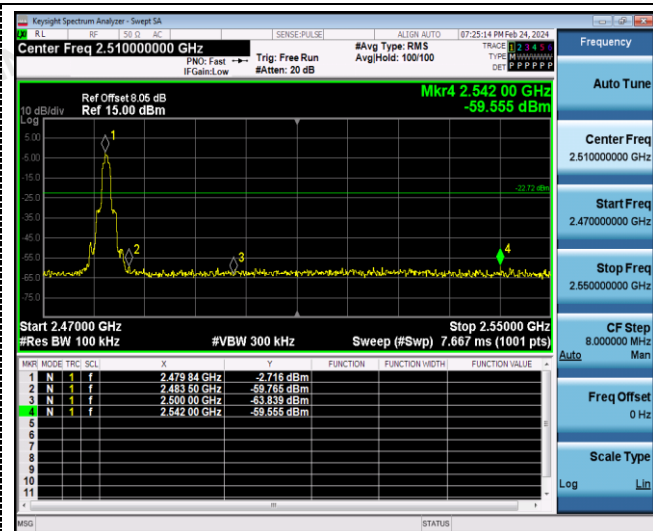 Keysight Spectrum Analyzer - Swept SA
RL RF 50 Ω AC SENSE:PULSE ALIGN AUTO 07:25:14 PM Feb 24, 2024
Center Freq 2.510000000 GHz
PNO: Fast
IFGain:Low
Trig: Free Run
#Atten: 20 dB
#Avg Type: RMS
Avg|Hold: 100/100
TRACE 1 2 3 4 5 6
TYPE M WWWWW
DET P P P P P P
Ref Offset 8.05 dB
Ref 15.00 dBm
10 dB/div
Log
Mkr4 2.542 00 GHz
-59.555 dBm
5.00
-5.00
-15.0
-25.0
-35.0
-45.0
-55.0
-65.0
-75.0
1
2
3
4
-22.72 dBm
Start 2.47000 GHz Stop 2.55000 GHz
#Res BW 100 kHz #VBW 300 kHz Sweep (#Swp) 7.667 ms (1001 pts)
MKR MODE TRC SCL X Y FUNCTION FUNCTION WIDTH FUNCTION VALUE
1 N 1 f 2.479 84 GHz -2.716 dBm
2 N 1 f 2.483 50 GHz -59.765 dBm
3 N 1 f 2.500 00 GHz -63.839 dBm
4 N 1 f 2.542 00 GHz -59.555 dBm
5
6
7
8
9
10
11
MSG STATUS
Frequency
Auto Tune
Center Freq
2.510000000 GHz
Start Freq
2.470000000 GHz
Stop Freq
2.550000000 GHz
CF Step
8.000000 MHz
Auto Man
Freq Offset
0 Hz
Scale Type
Log Lin